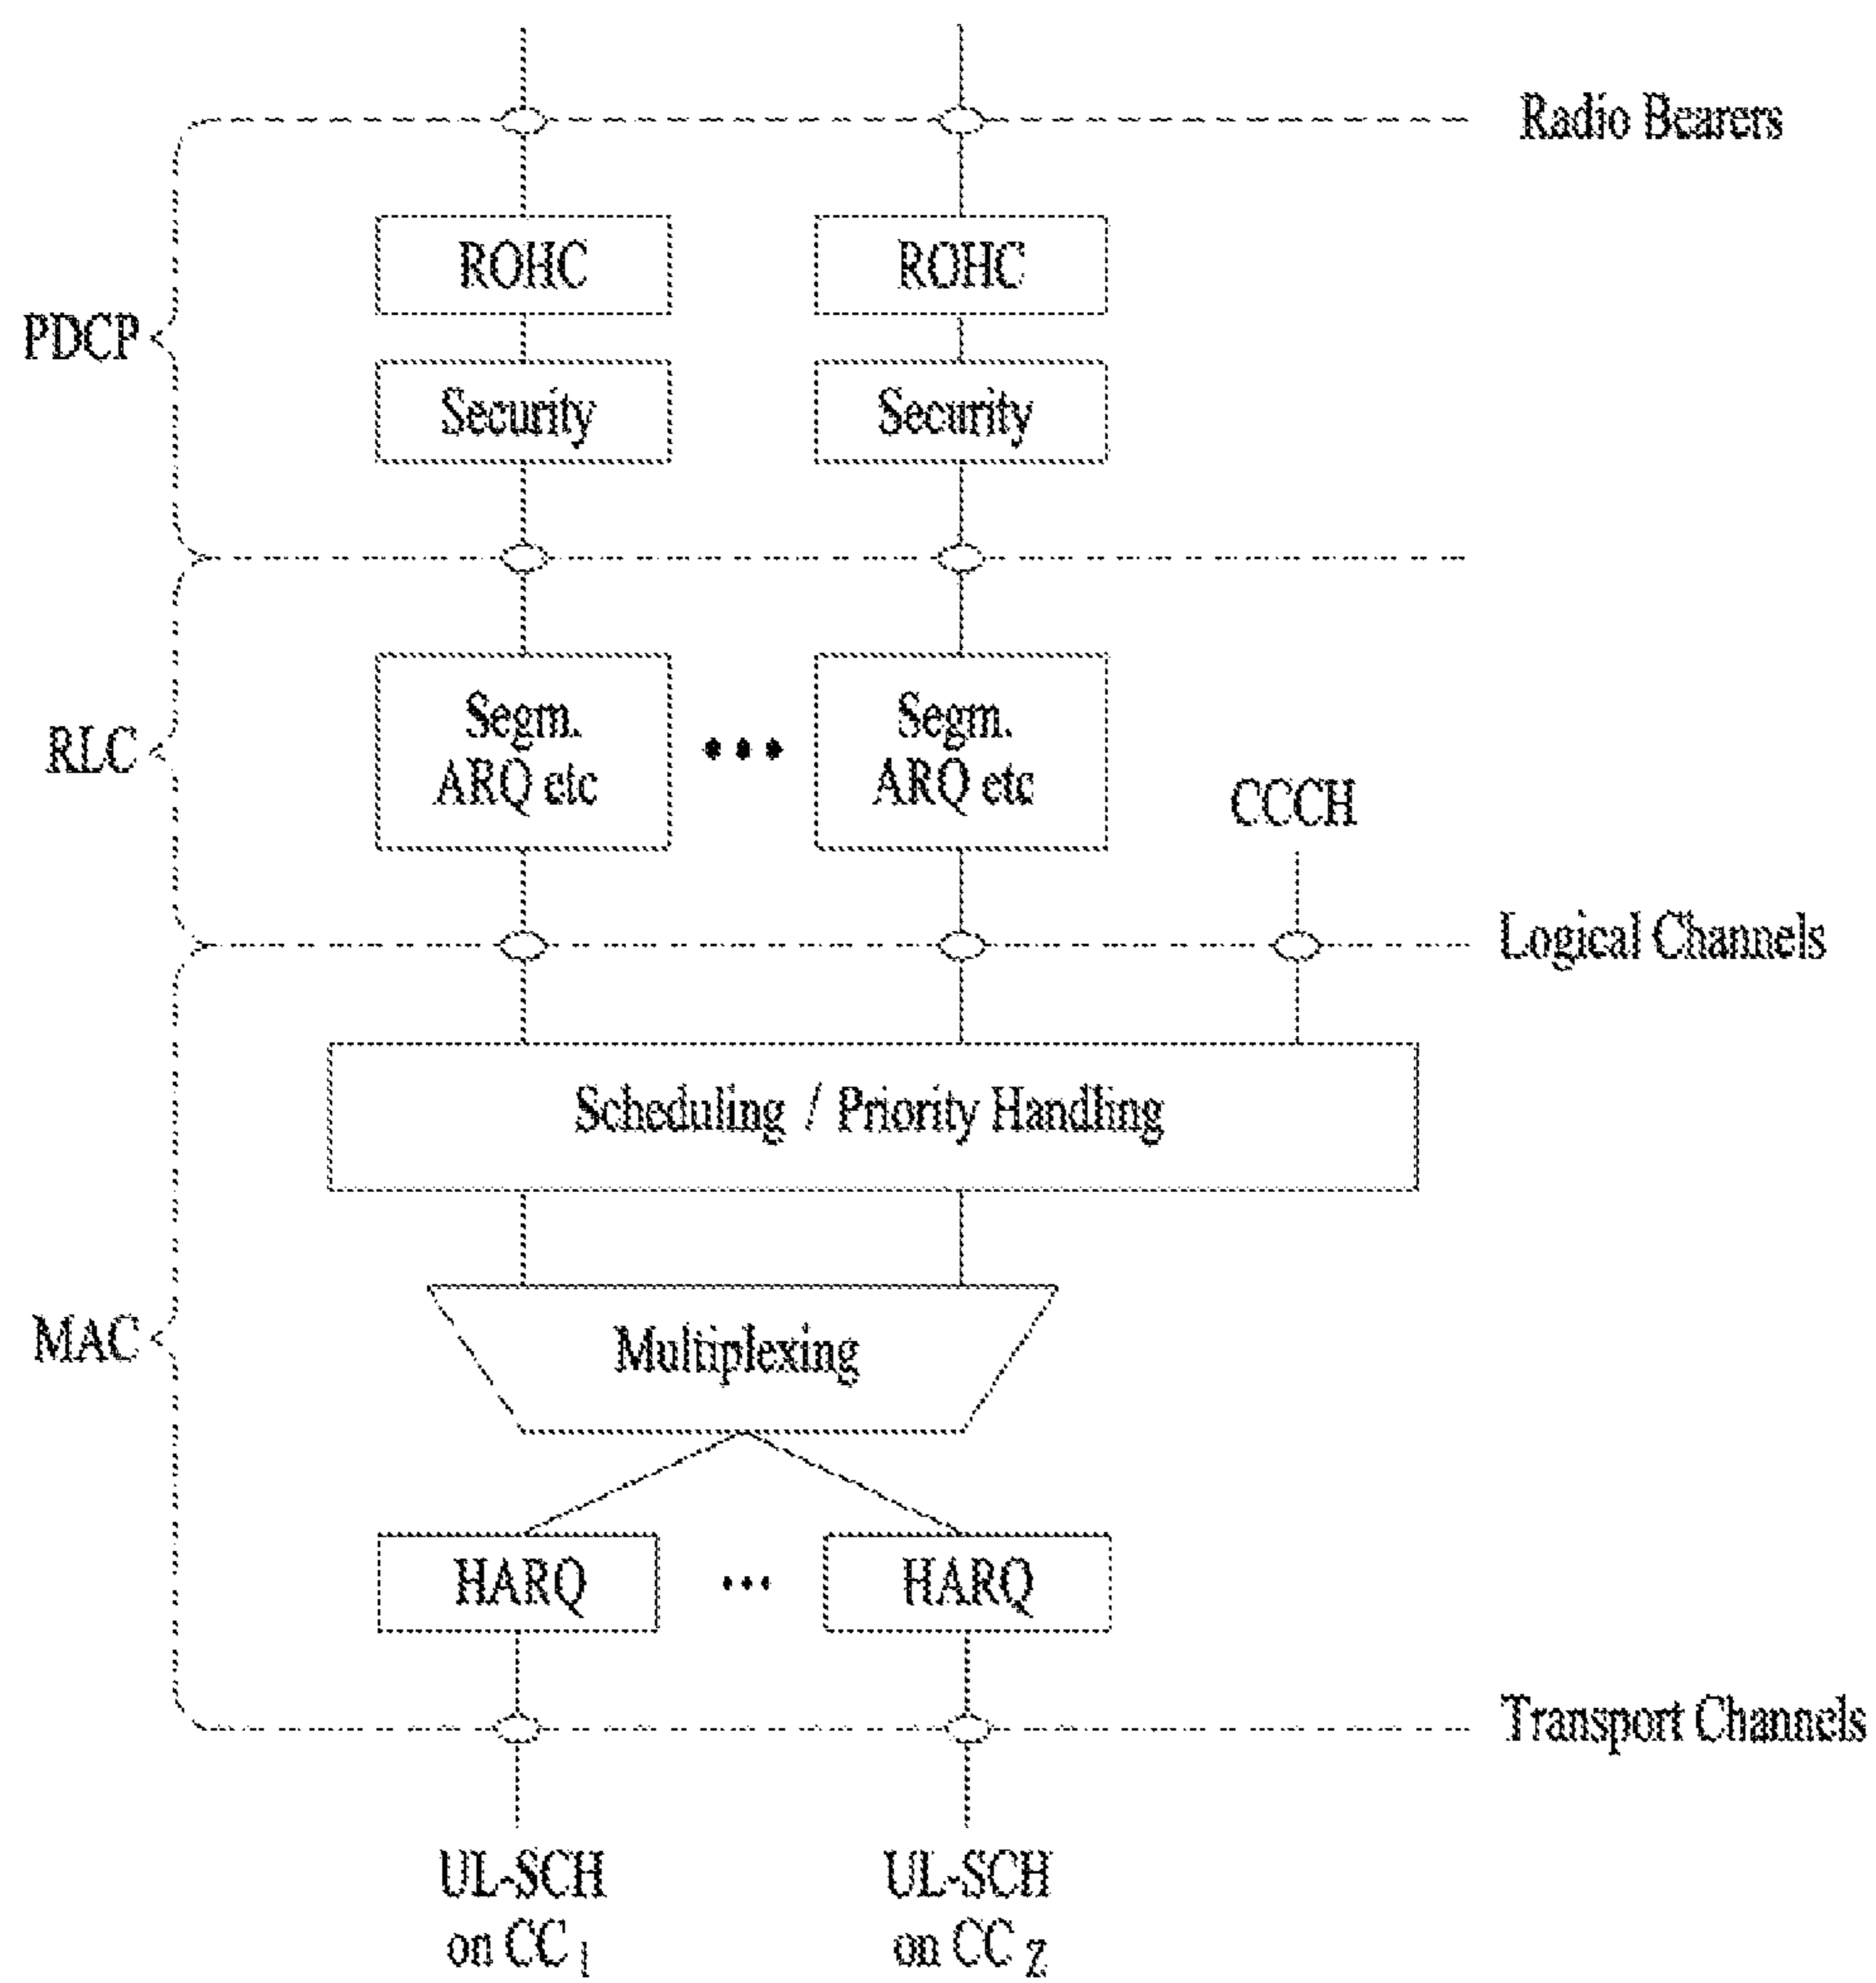 Radio Bearers
ROHC
ROHC
PDCP
Security
Security
Segm.
ARQ etc
•••
Segm.
ARQ etc
RLC
CCCH
Logical Channels
Scheduling / Priority Handling
MAC
Multiplexing
HARQ
•••
HARQ
Transport Channels
UL-SCH
on CC 1
UL-SCH
on CC Z